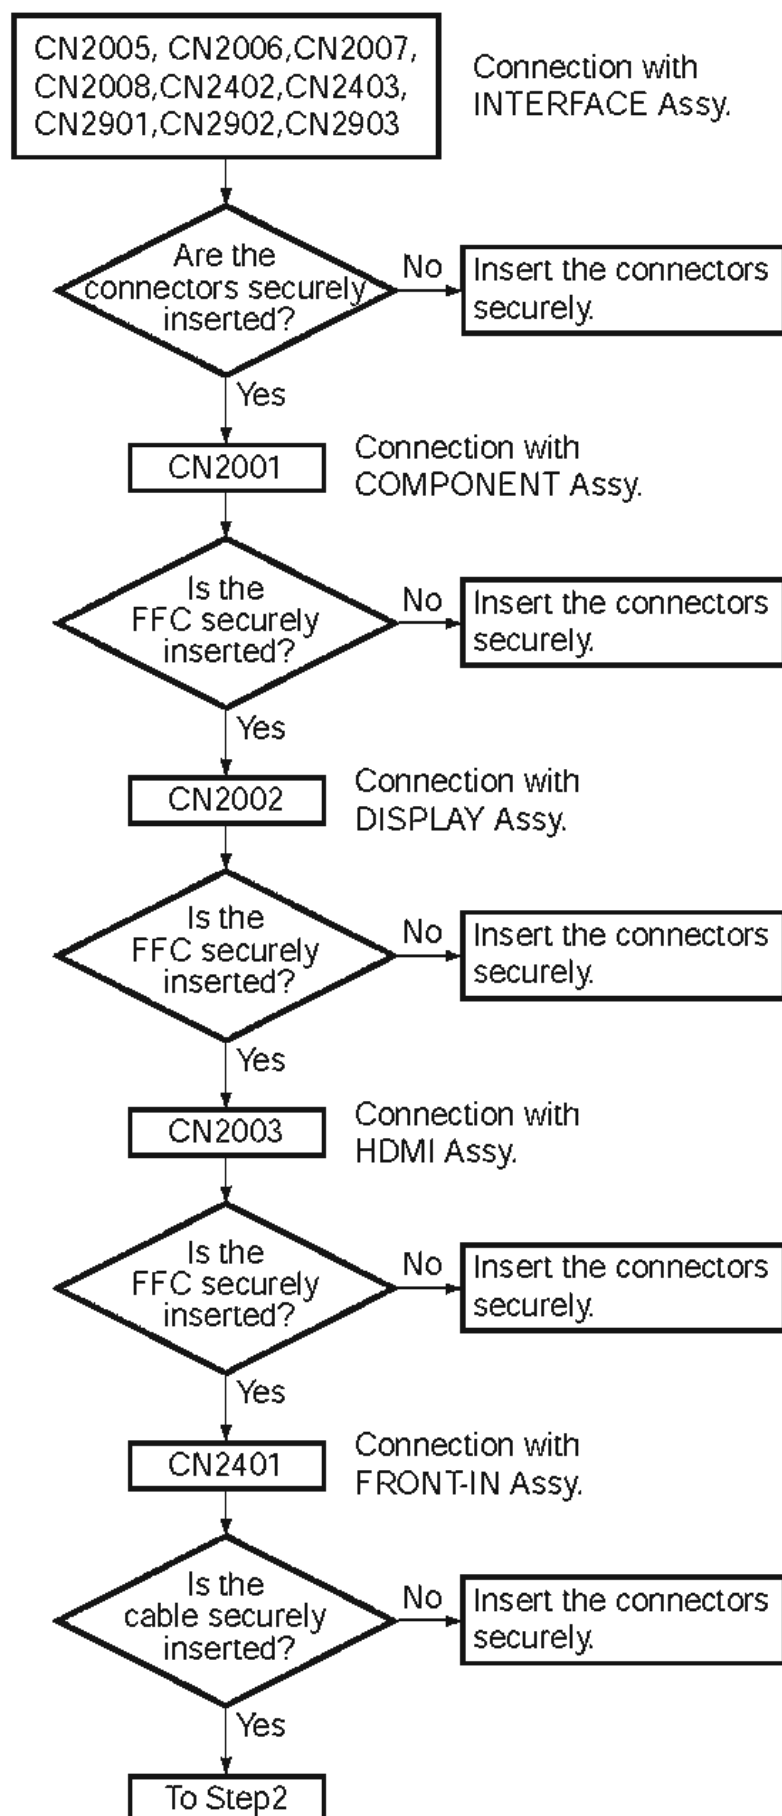 CN2005, CN2006,CN2007,
CN2008,CN2402,CN2403,
CN2901,CN2902,CN2903
Connection with
INTERFACE Assy.
Are the
connectors securely
inserted?
No
Insert the connectors
securely.
Yes
CN2001
Connection with
COMPONENT Assy.
Is the
FFC securely
inserted?
No
Insert the connectors
securely.
Yes
CN2002
Connection with
DISPLAY Assy.
Is the
FFC securely
inserted?
No
Insert the connectors
securely.
Yes
CN2003
Connection with
HDMI Assy.
Is the
FFC securely
inserted?
No
Insert the connectors
securely.
Yes
CN2401
Connection with
FRONT-IN Assy.
Is the
cable securely
inserted?
No
Insert the connectors
securely.
Yes
To Step2